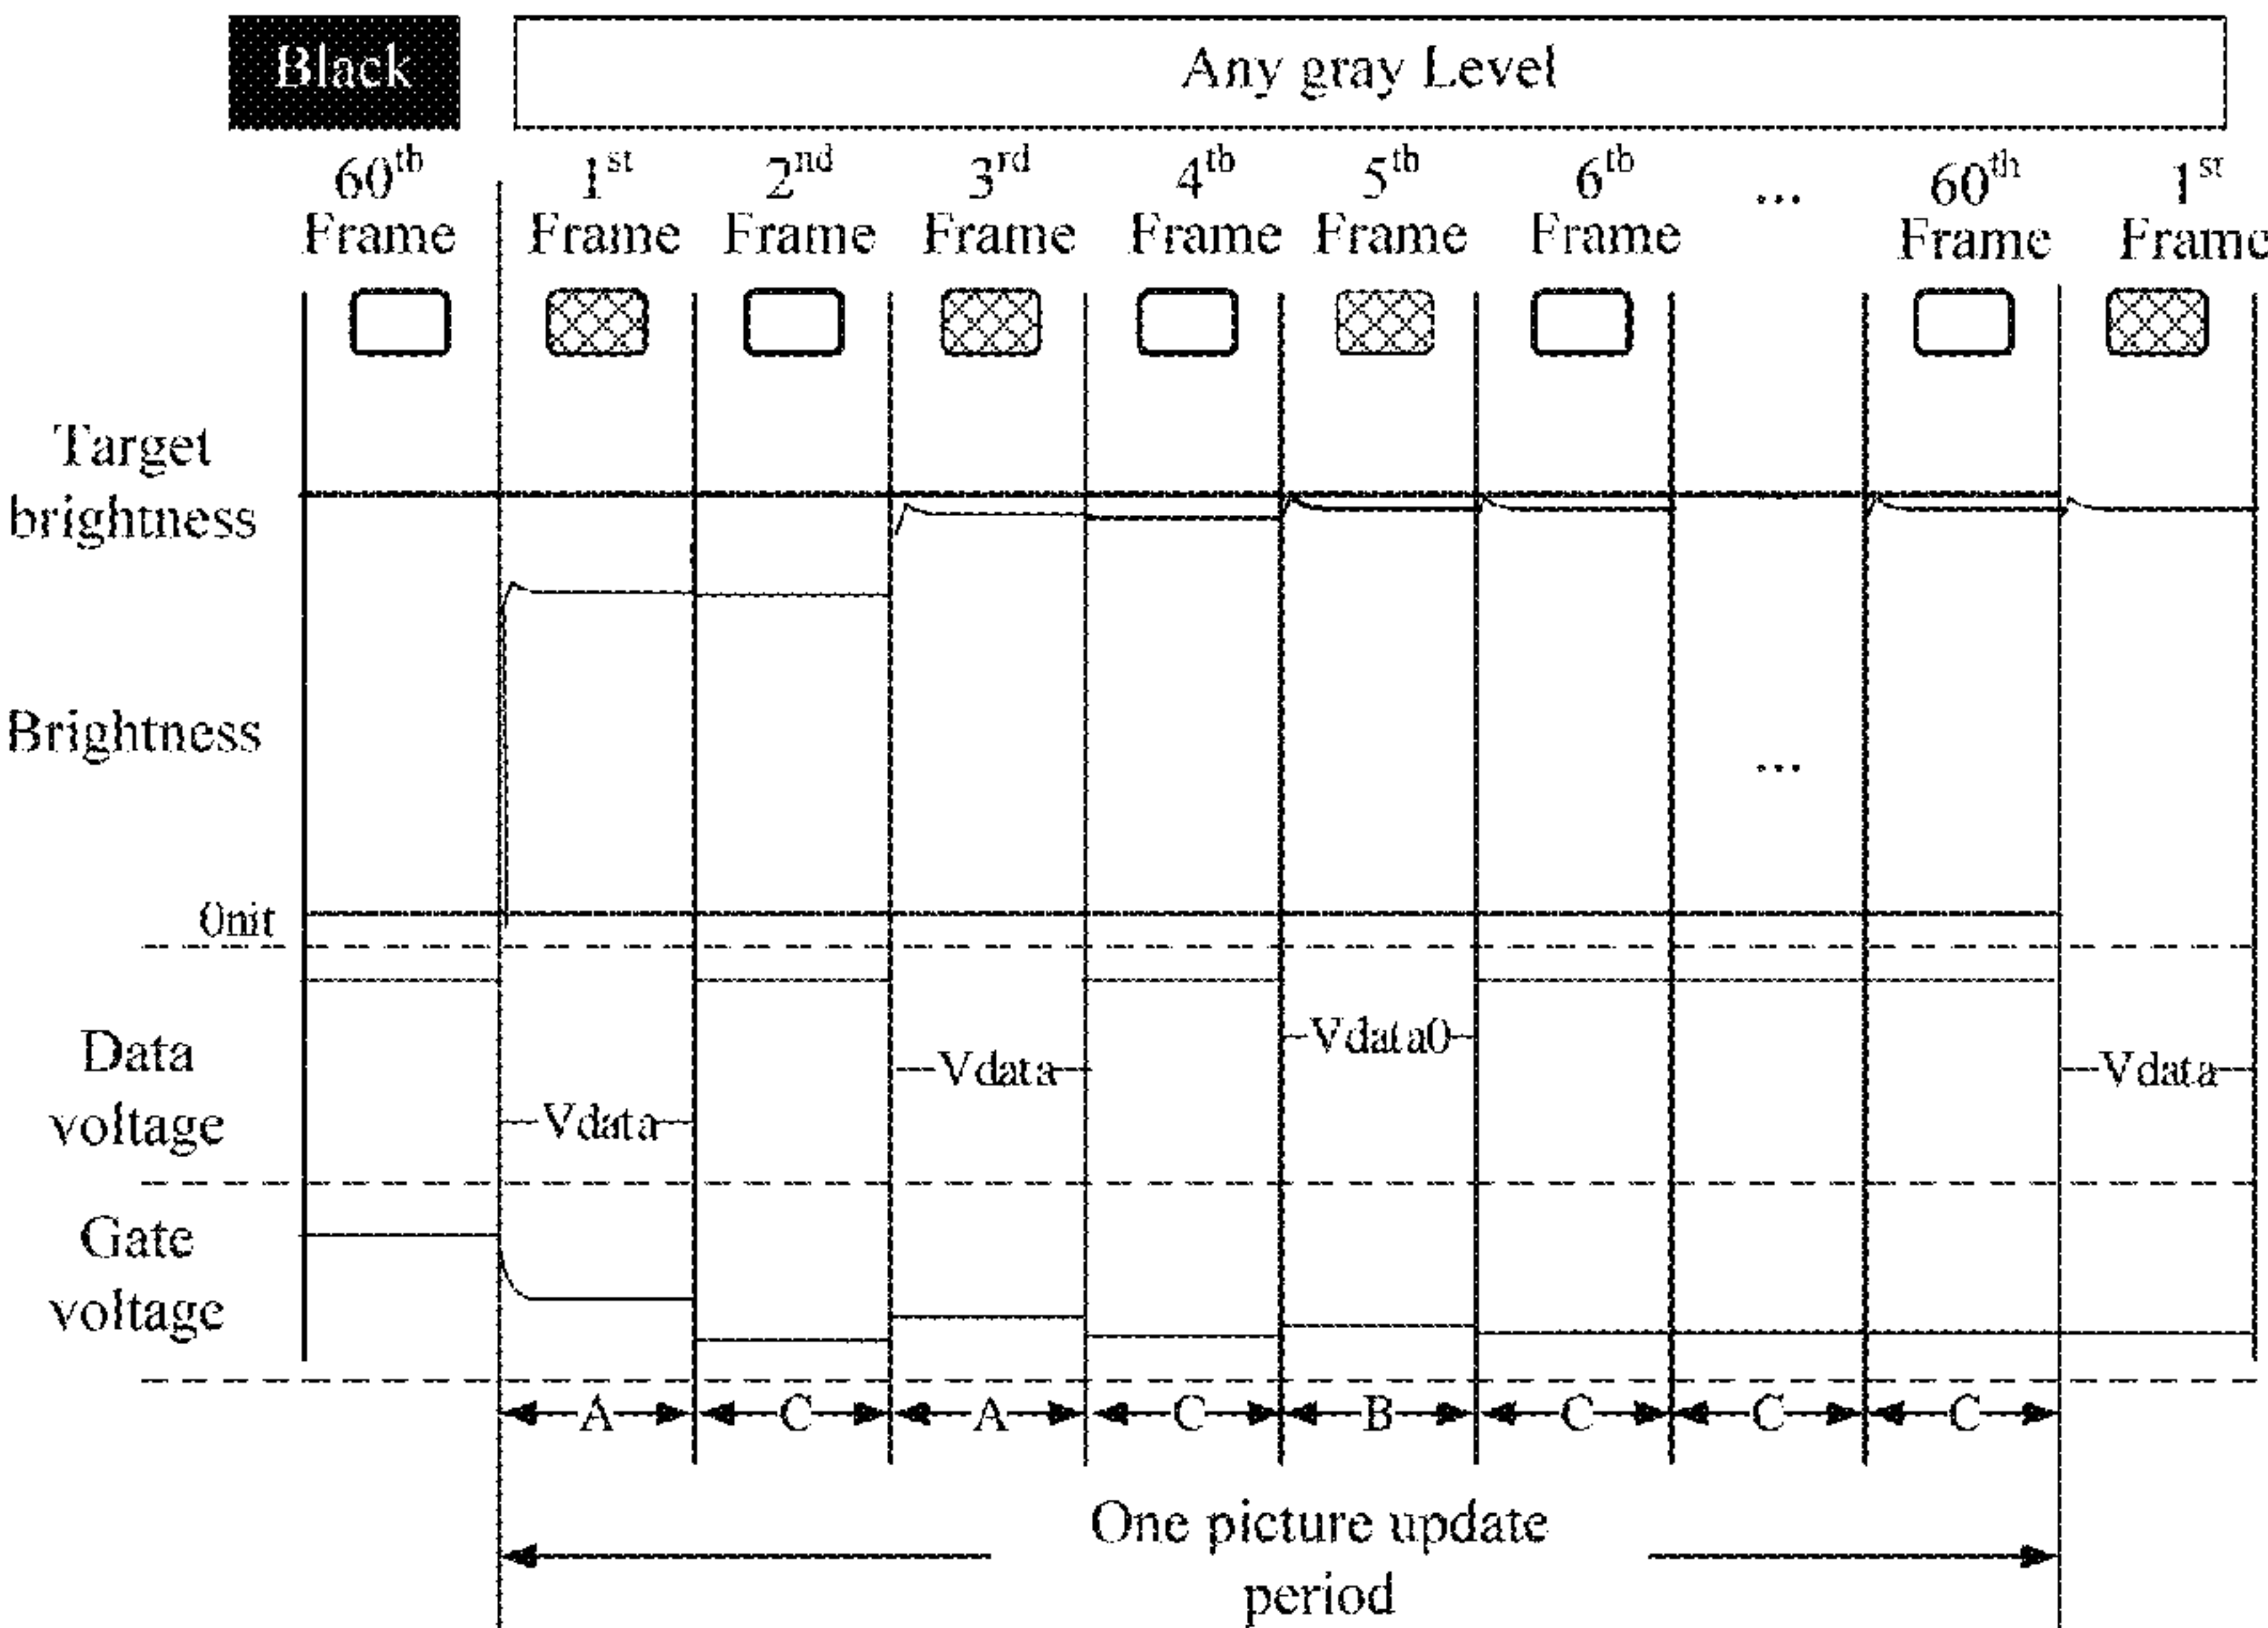 Black
Any gray Level
60th 1st 2nd 3rd 4th 5th 6th ... 60th 1st
Frame Frame Frame Frame Frame Frame Frame Frame Frame
Target
brightness
Brightness
...
0nit
Data
voltage
Vdata
Vdata
Vdata0
Vdata
Gate
voltage
A C A C B C C C
One picture update
period